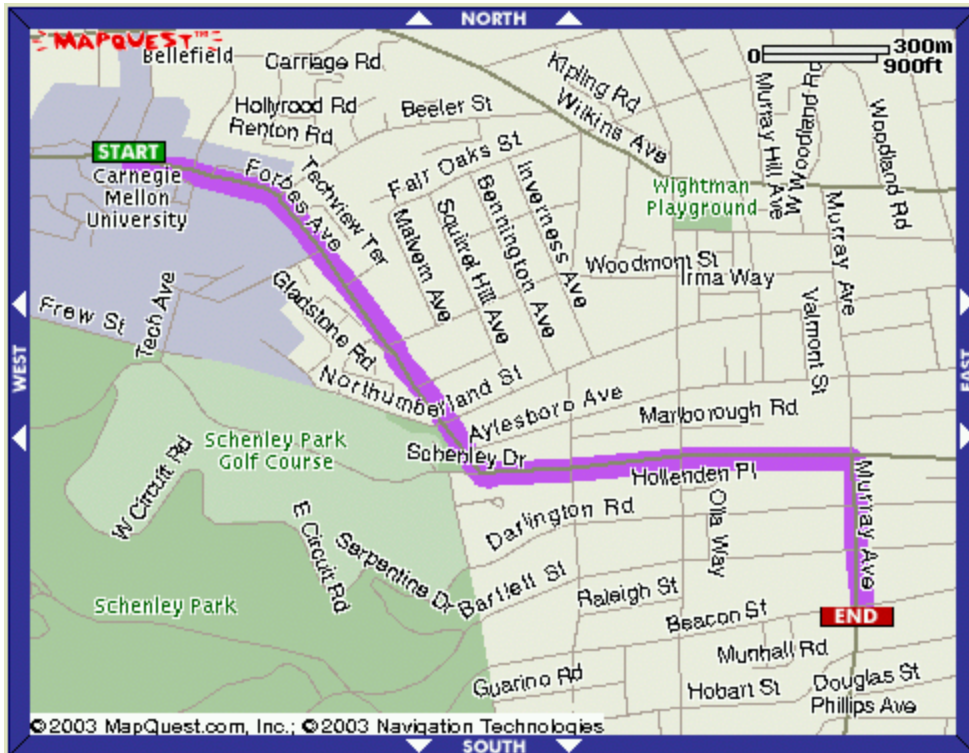 NORTH
MAPQUEST™
0 300m
900ft
Bellefield
Carriage Rd
Kipling Rd
Hollyrood Rd
Beeler St
Wilkins Ave
Renton Rd
Murray Hill Ave
Woodland Rd
Woodland Rd
START
Carnegie
Mellon
University
Forbes Ave
Techview Ter
Fair Oaks St
Inverness Ave
Bennington Ave
Squirrel Hill Ave
Malvern Ave
Wightman
Playground
Murray Ave
Woodmont St
Irma Way
Valmont St
Tech Ave
Frew St
Gladstone Rd
WEST
EAST
Northumberland St
Aylesboro Ave
Marlborough Rd
Schenley Park
Golf Course
Schenley Dr
Hollenden Pl
Murray Ave
W Circuit Rd
E Circuit Rd
Darlington Rd
Olla Way
Serpentine Dr
Bartlett St
Raleigh St
Schenley Park
Beacon St
END
Munhall Rd
Guarino Rd
Hobart St
Douglas St
Phillips Ave
©2003 MapQuest.com, Inc.; ©2003 Navigation Technologies
SOUTH